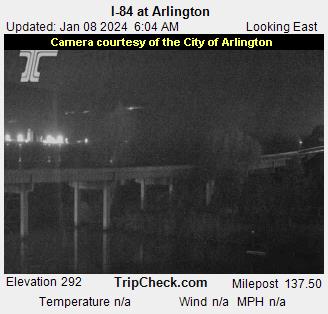 I-84 at Arlington
Updated: Jan 08 2024 6:04 AM Looking East
Camera courtesy of the City of Arlington
Elevation 292 TripCheck.com Milepost 137.50
Temperature n/a Wind n/a MPH n/a